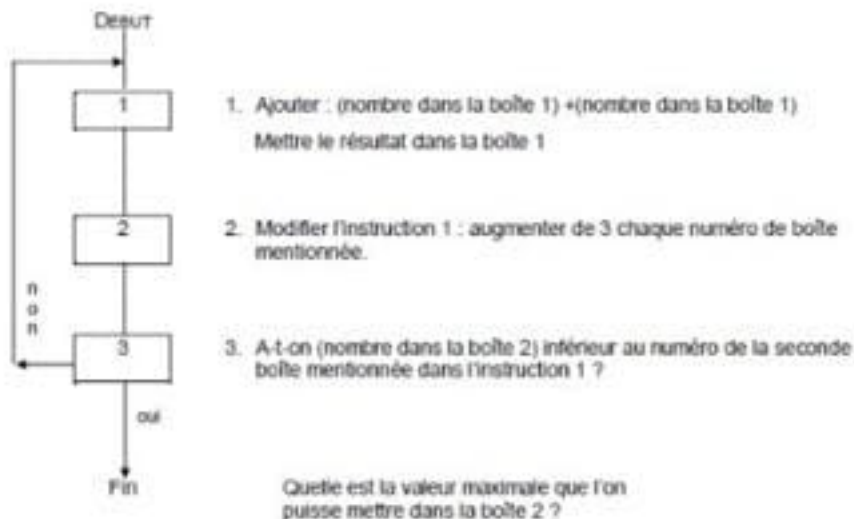 DEBUT
1
1. Ajouter : (nombre dans la boîte 1) +(nombre dans la boîte 1)
Mettre le résultat dans la boîte 1
2
2. Modifier l'instruction 1 : augmenter de 3 chaque numéro de boîte
mentionnée.
non
3
3. A-t-on (nombre dans la boîte 2) inférieur au numéro de la seconde
boîte mentionnée dans l'instruction 1 ?
oui
Fin
Quelle est la valeur maximale que l'on
puisse mettre dans la boîte 2 ?